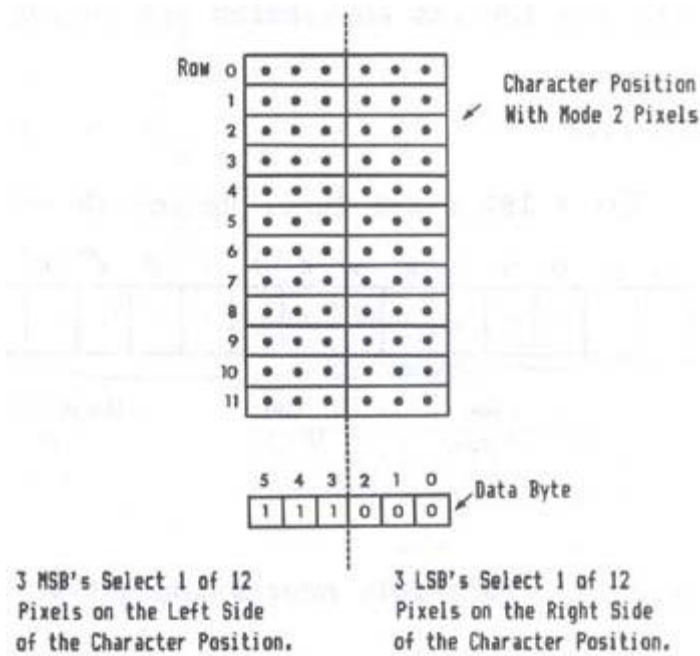 Row 0
1
Character Position
With Mode 2 Pixels
2
3
4
5
6
7
8
9
10
11
5 4 3 2 1 0
Data Byte
1 1 1 0 0 0
3 MSB's Select 1 of 12
Pixels on the Left Side
of the Character Position.
3 LSB's Select 1 of 12
Pixels on the Right Side
of the Character Position.